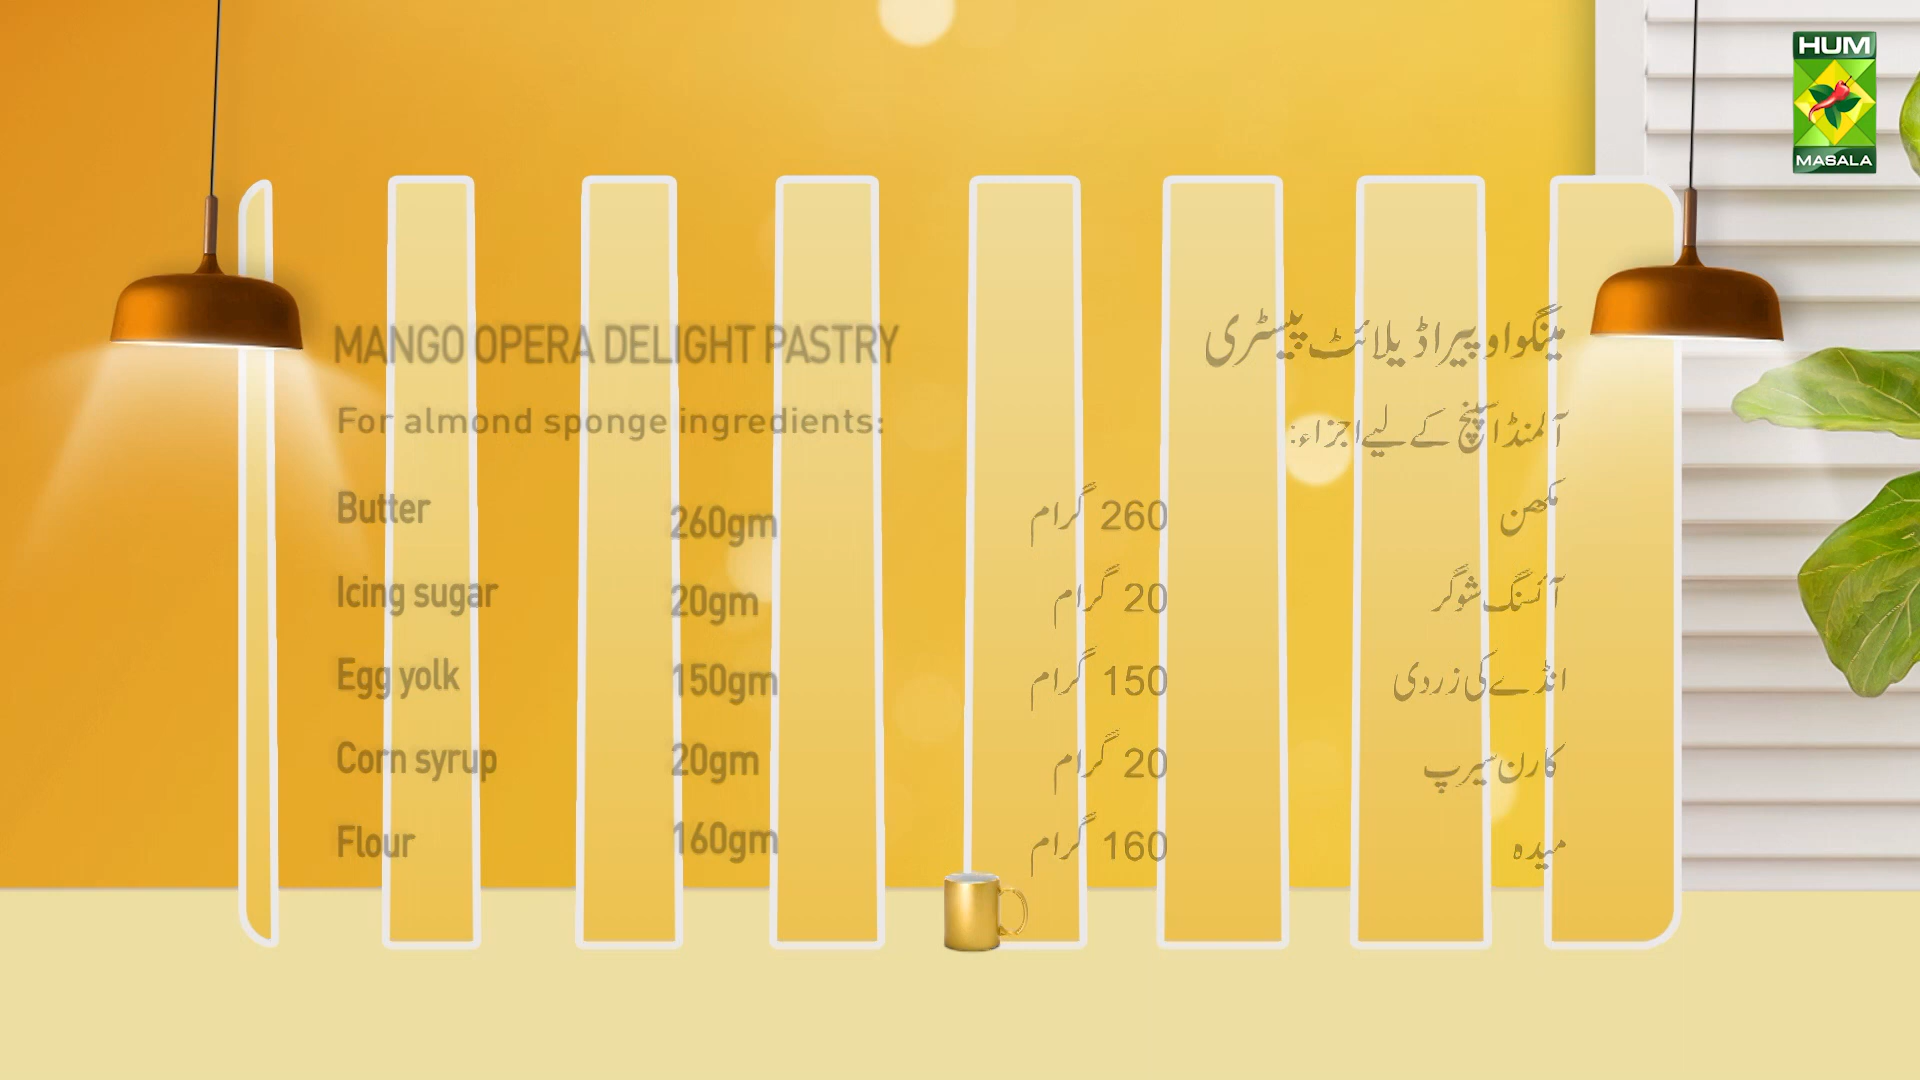 HUM
MASALA
MANGO OPERA DELIGHT PASTRY
مینگو اوپیرا ڈیلائٹ پیسٹری
For almond sponge ingredients:
آلمنڈ اسپنج کے لیے اجزاء:
Butter 260gm
مکھن 260 گرام
Icing sugar 20gm
آئسنگ شوگر 20 گرام
Egg yolk 150gm
انڈے کی زردی 150 گرام
Corn syrup 20gm
کارن سیرپ 20 گرام
Flour 160gm
میدہ 160 گرام